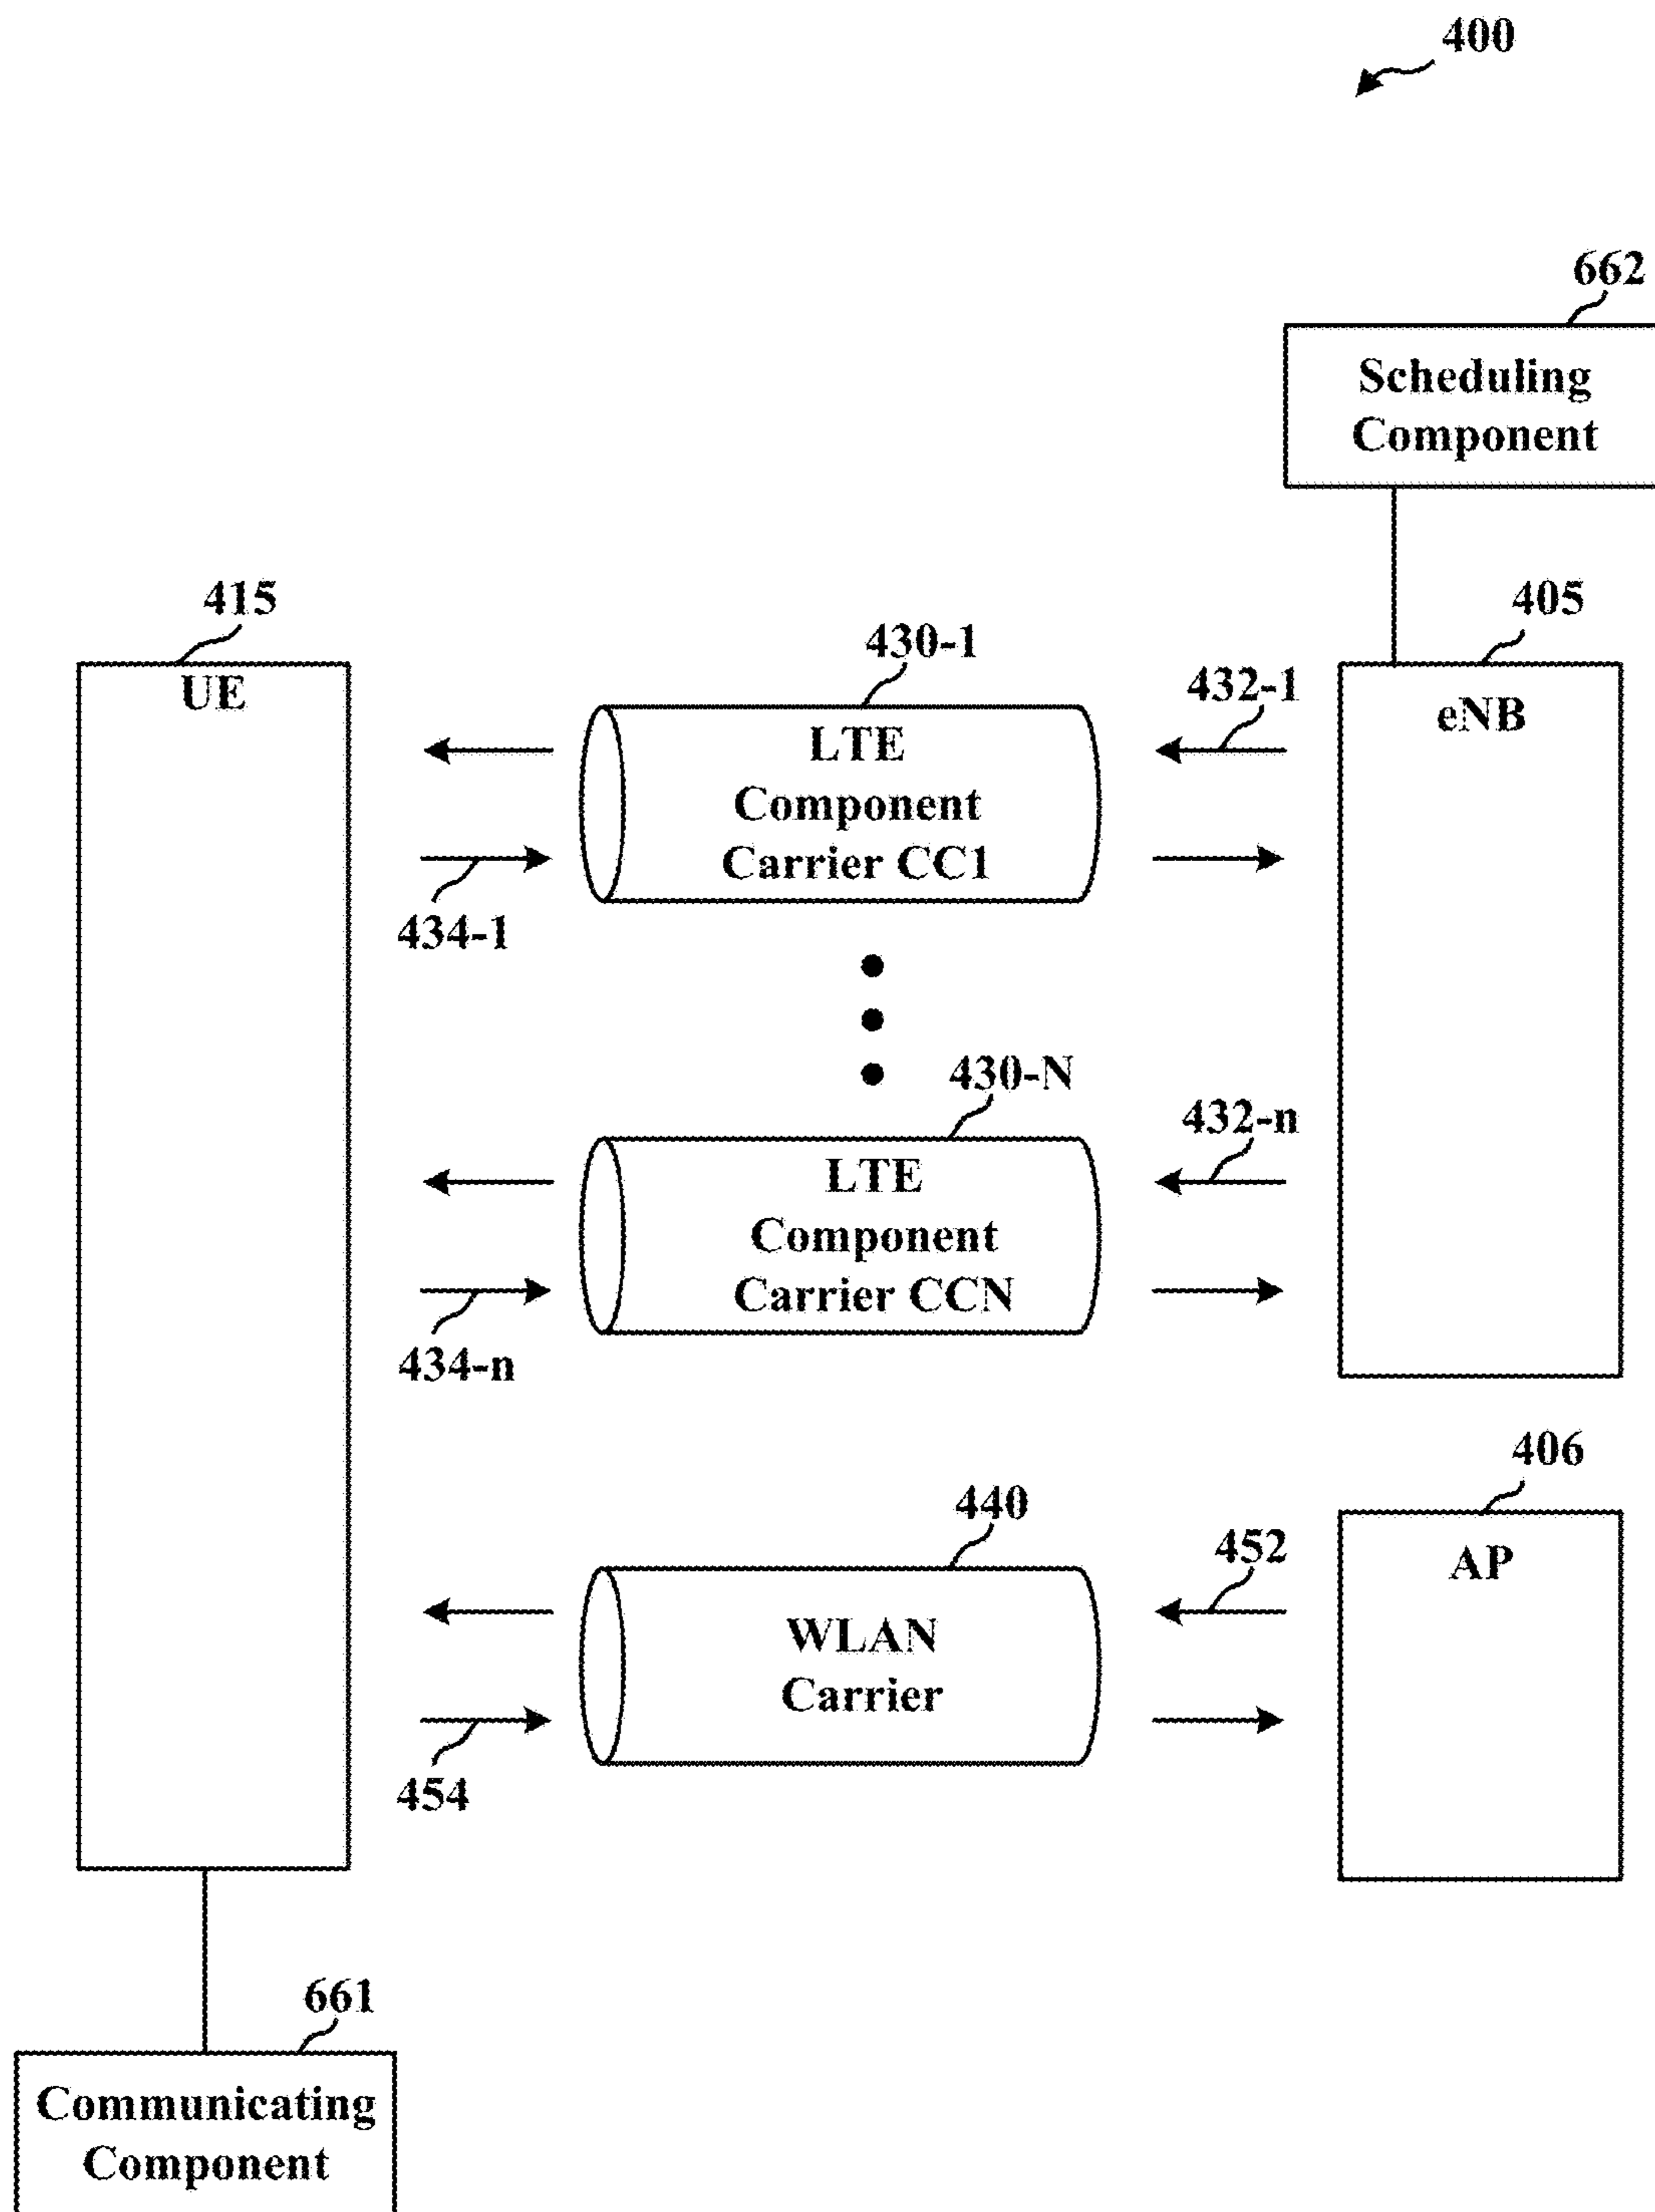 400
662
Scheduling
Component
415
405
UE
430-1
432-1
eNB
LTE
Component
Carrier CC1
434-1
430-N
432-n
LTE
Component
Carrier CCN
434-n
406
440
452
AP
WLAN
Carrier
454
661
Communicating
Component